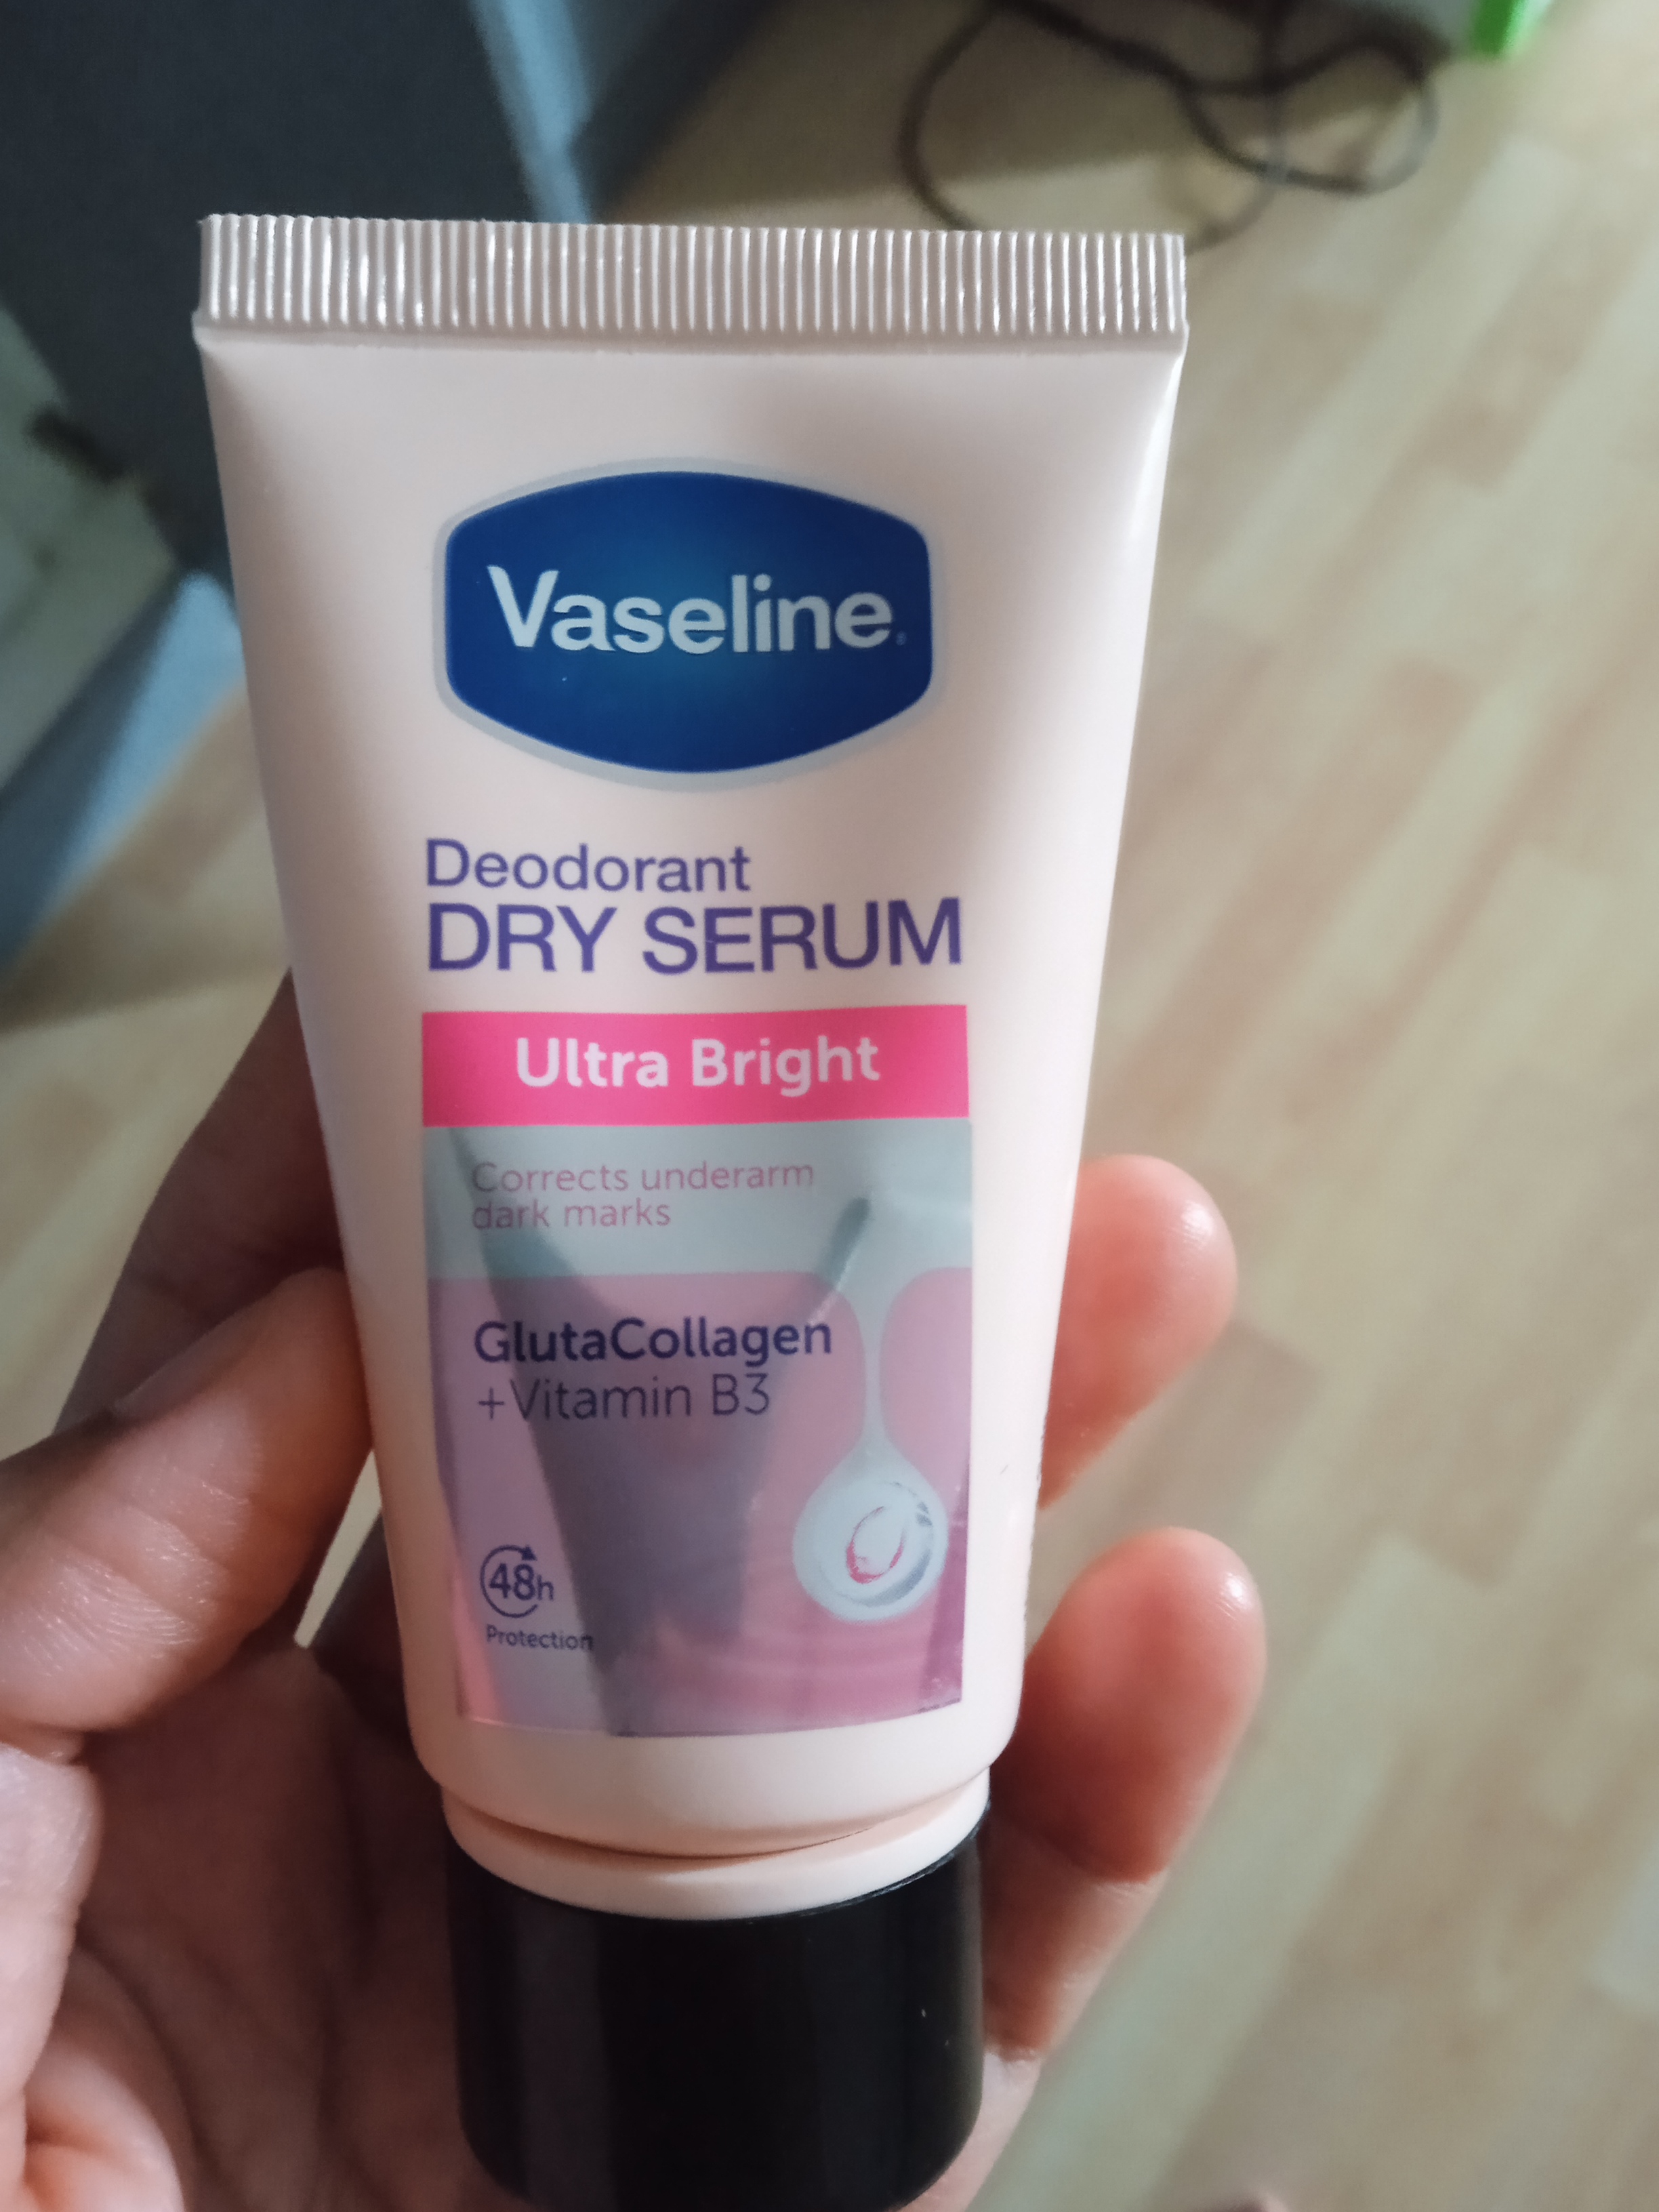 Vaseline®
Deodorant
DRY SERUM
Ultra Bright
Corrects underarm
dark marks
GlutaCollagen
+Vitamin B3
48h
Protection